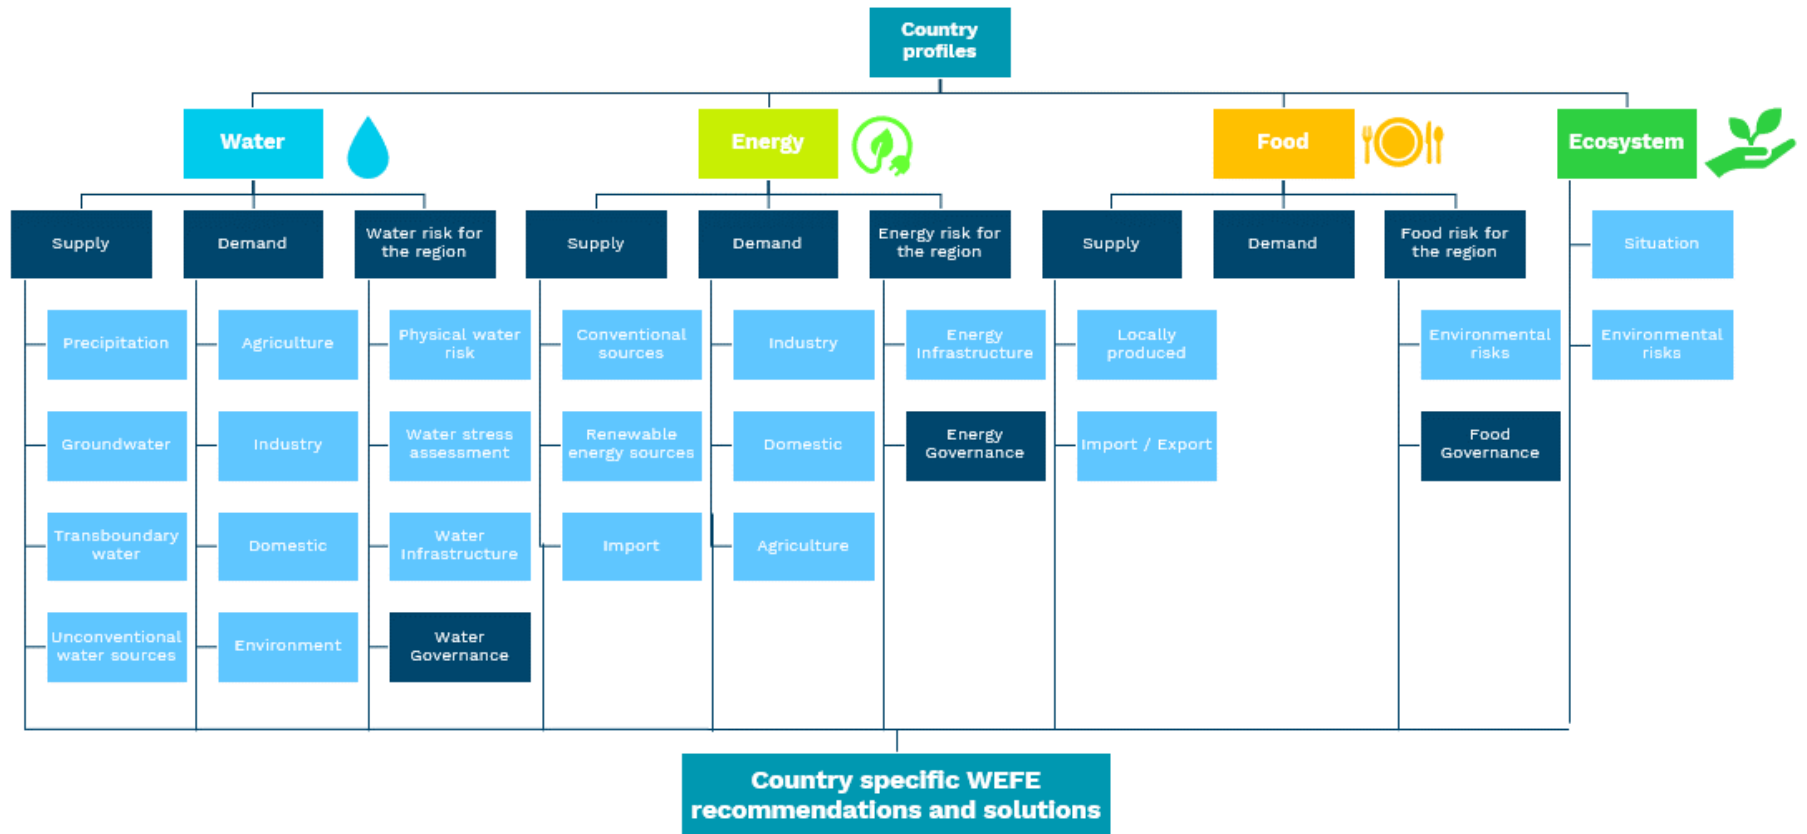 Country
profiles
Water
Energy
Food
Ecosystem
Supply
Demand
Water risk for
the region
Supply
Demand
Energy risk for
the region
Supply
Demand
Food risk for
the region
Situation
Precipitation
Agriculture
Physical water
risk
Conventional
sources
Industry
Energy
Infrastructure
Locally
produced
Environmental
risks
Environmental
risks
Groundwater
Industry
Water stress
assessment
Renewable
energy sources
Domestic
Energy
Governance
Import / Export
Food
Governance
Transboundary
water
Domestic
Water
Infrastructure
Import
Agriculture
Unconventional
water sources
Environment
Water
Governance
Country specific WEFE
recommendations and solutions